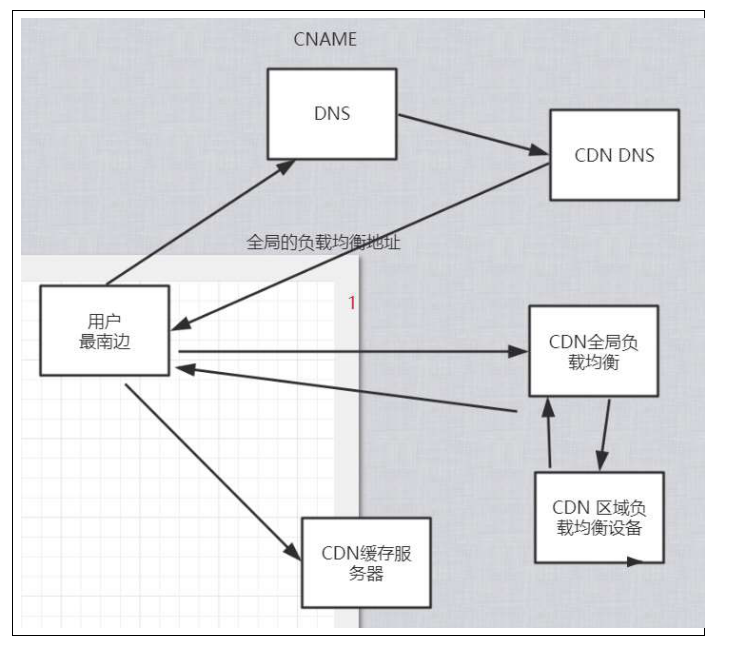 CNAME
DNS
CDN DNS
全局的负载均衡地址
用户
最南边
1
CDN全局负
载均衡
CDN 区域负
载均衡设备
CDN缓存服
务器